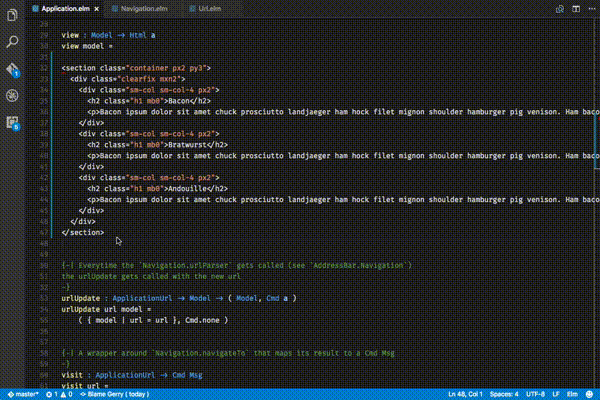 Application.elm
Navigation.elm
Url.elm
29
30 view : Model → Html a
30 view model =
31
32 <section class="container px2 py3">
33 <div class="clearfix mxn2">
34 <div class="sm-col sm-col-4 px2">
35 <h2 class="h1 mb0">Bacon</h2>
36 <p>Bacon ipsum dolor sit amet chuck prosciutto landjaeger ham hock filet mignon shoulder hamburger pig venison. Ham baco
37 </div>
38 <div class="sm-col sm-col-4 px2">
39 <h2 class="h1 mb0">Bratwurst</h2>
40 <p>Bacon ipsum dolor sit amet chuck prosciutto landjaeger ham hock filet mignon shoulder hamburger pig venison. Ham baco
41 </div>
42 <div class="sm-col sm-col-4 px2">
43 <h2 class="h1 mb0">Andouille</h2>
44 <p>Bacon ipsum dolor sit amet chuck prosciutto landjaeger ham hock filet mignon shoulder hamburger pig venison. Ham baco
45 </div>
46 </div>
47 </section>
48
49
50 {-| Everytime the `Navigation.urlParser` gets called (see `AddressBar.Navigation`)
51 the urlUpdate gets called with the new url
52 -}
53 urlUpdate : ApplicationUrl → Model → ( Model, Cmd a )
54 urlUpdate url model =
55 ( { model | url = url }, Cmd.none )
56
57
58 {-| A wrapper around `Navigation.navigateTo` that maps its result to a Cmd Msg
59 -}
60 visit : ApplicationUrl → Cmd Msg
61 visit url =
master* 1 0 Blame Gerry ( today ) Ln 48, Col 1 Spaces: 4 UTF-8 LF Elm